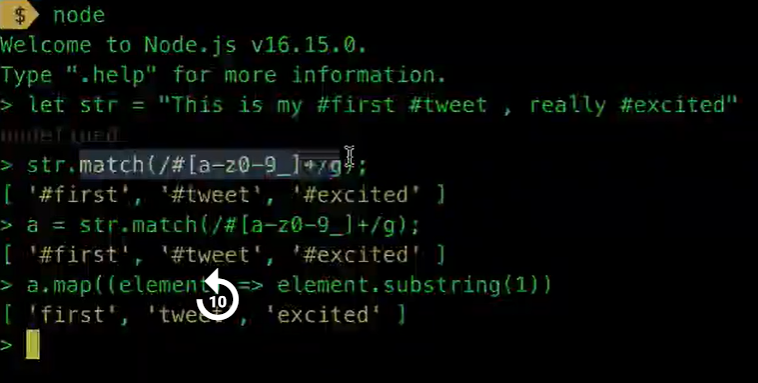 $ node
Welcome to Node.js v16.15.0.
Type ".help" for more information.
> let str = "This is my #first #tweet , really #excited"
undefined
> str.match(/#[a-z0-9_]+/g);
[ '#first', '#tweet', '#excited' ]
> a = str.match(/#[a-z0-9_]+/g);
[ '#first', '#tweet', '#excited' ]
> a.map((element => element.substring(1))
[ 'first', 'tweet', 'excited' ]
10
>